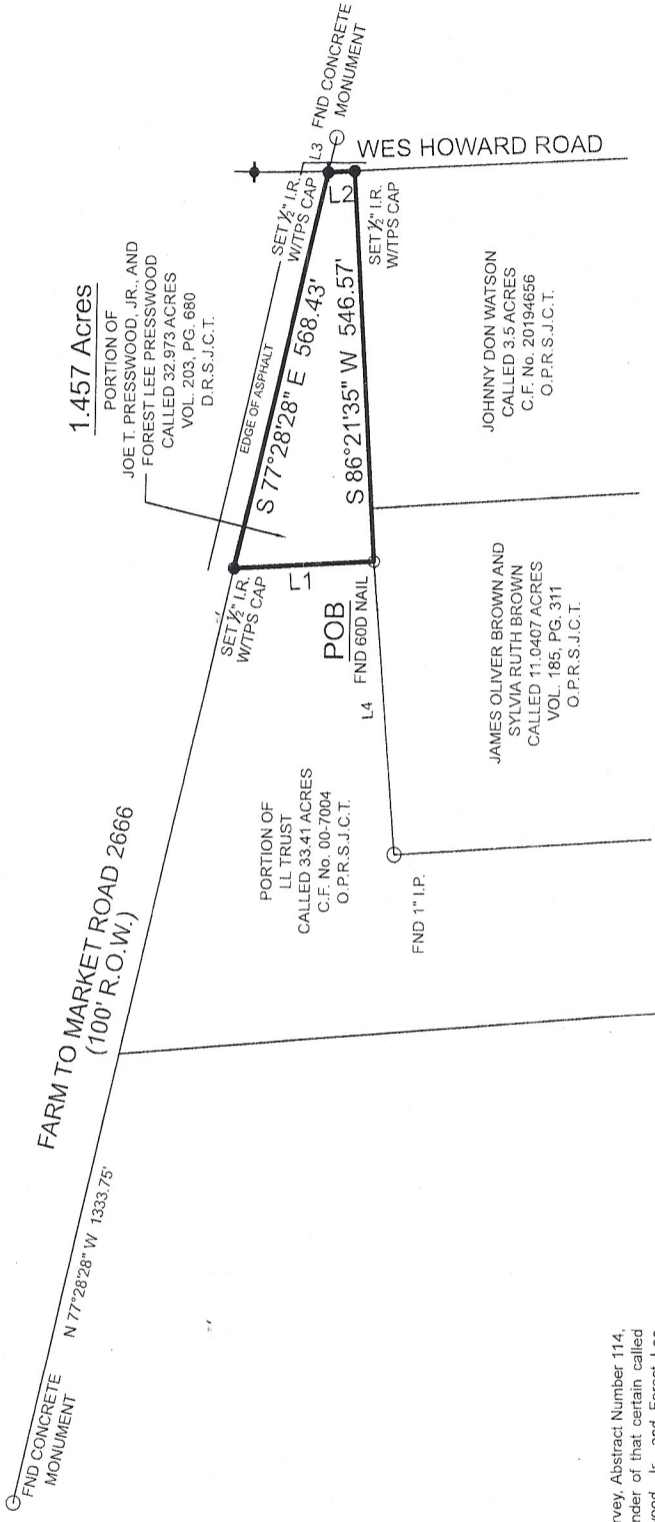 FND CONCRETE
MONUMENT
N 77°28'28" W 1333.75'
FARM TO MARKET ROAD 2666
(100' R.O.W.)
1.457 Acres
PORTION OF
JOE T. PRESSWOOD, JR., AND
FOREST LEE PRESSWOOD
CALLED 32.973 ACRES
VOL. 203, PG. 680
D.R.S.J.C.T.
EDGE OF ASPHALT
SET ½" I.R.
W/TPS CAP
L3
FND CONCRETE
MONUMENT
S 77°28'28" E 568.43'
SET ½" I.R.
W/TPS CAP
L1
L2
WES HOWARD ROAD
S 86°21'35" W 546.57'
SET ½" I.R.
W/TPS CAP
POB
FND 60D NAIL
L4
PORTION OF
LL TRUST
CALLED 33.41 ACRES
C.F. No. 00-7004
O.P.R.S.J.C.T.
FND 1" I.P.
JAMES OLIVER BROWN AND
SYLVIA RUTH BROWN
CALLED 11.0407 ACRES
VOL. 185, PG. 311
O.P.R.S.J.C.T.
JOHNNY DON WATSON
CALLED 3.5 ACRES
C.F. No. 20194656
O.P.R.S.J.C.T.
rvey, Abstract Number 114,
nder of that certain called
wood, Jr., and Forest Lee